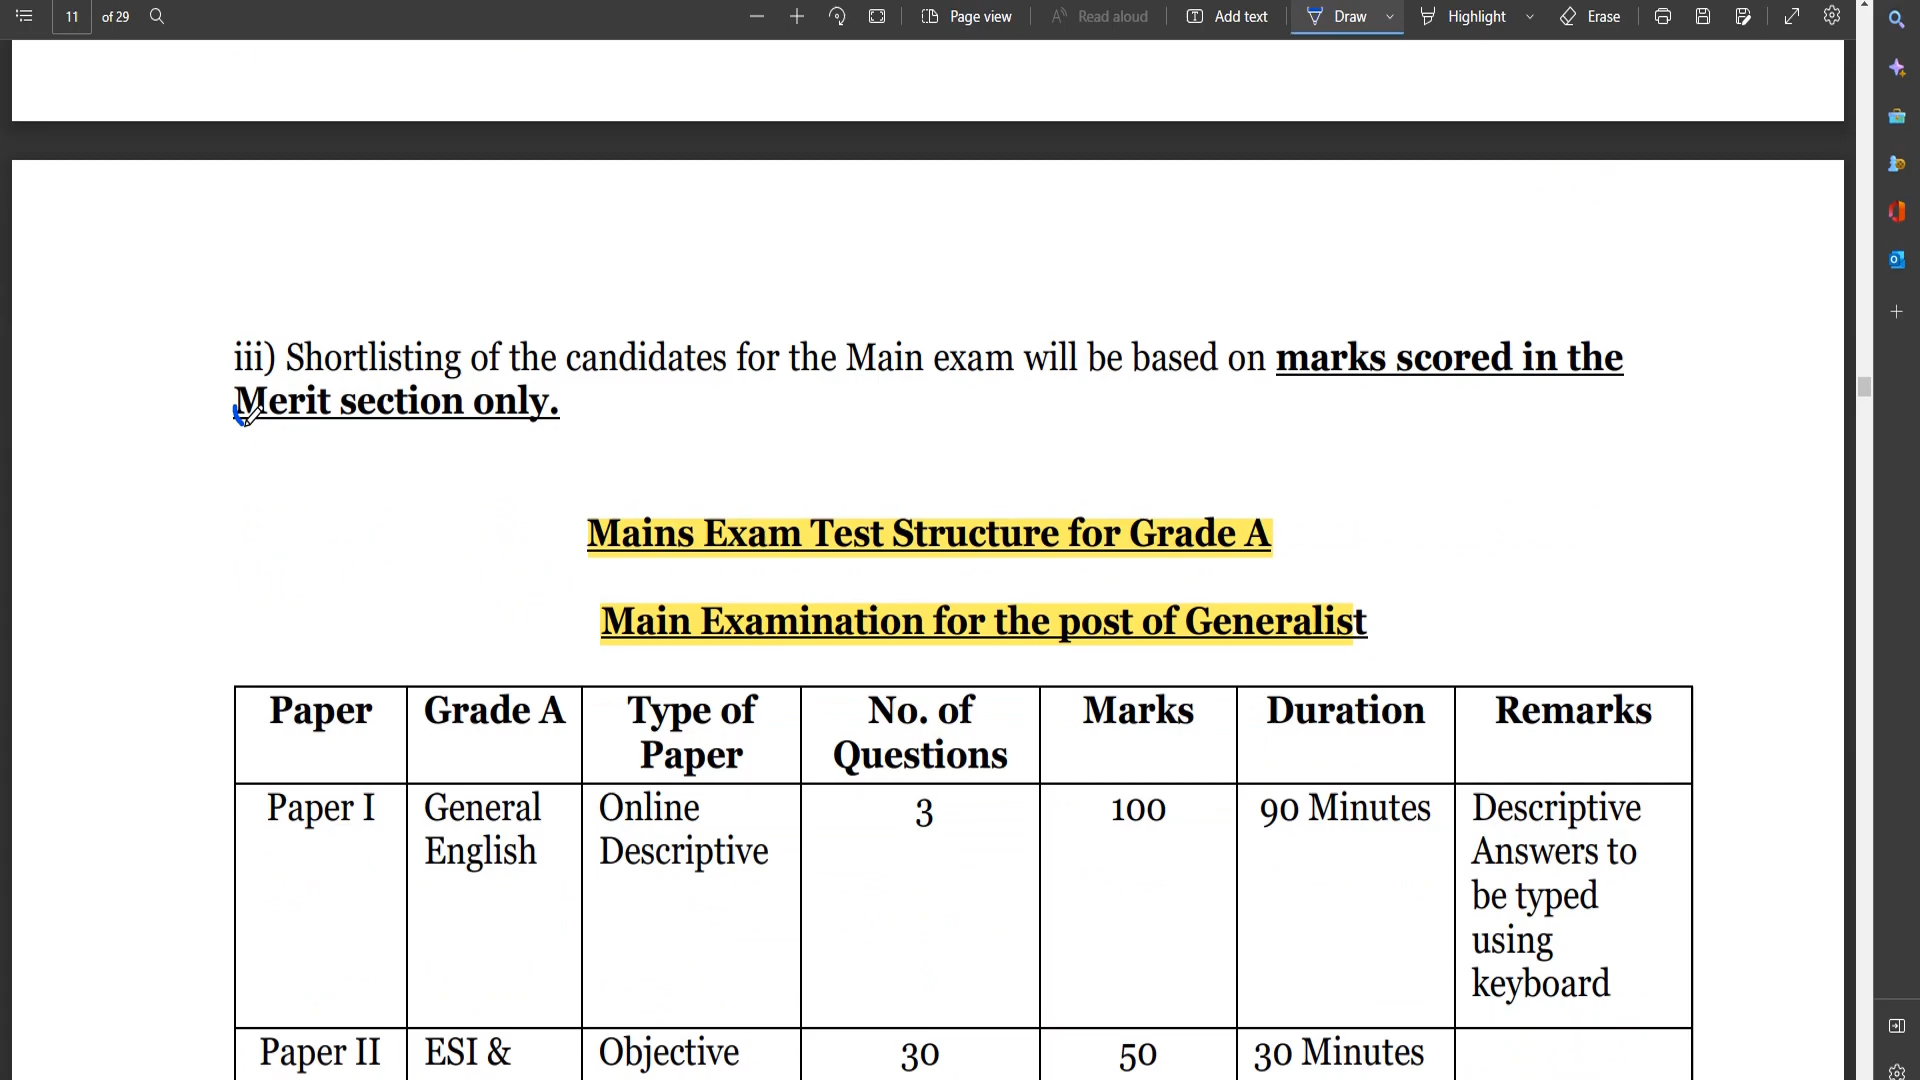 11 of 29 Page view Read aloud Add text Draw Highlight Erase
iii) Shortlisting of the candidates for the Main exam will be based on marks scored in the
Merit section only.
Mains Exam Test Structure for Grade A
Main Examination for the post of Generalist
Paper Grade A Type of Paper No. of Questions Marks Duration Remarks
Paper I General English Online Descriptive 3 100 90 Minutes Descriptive Answers to be typed using keyboard
Paper II ESI & Objective 30 50 30 Minutes